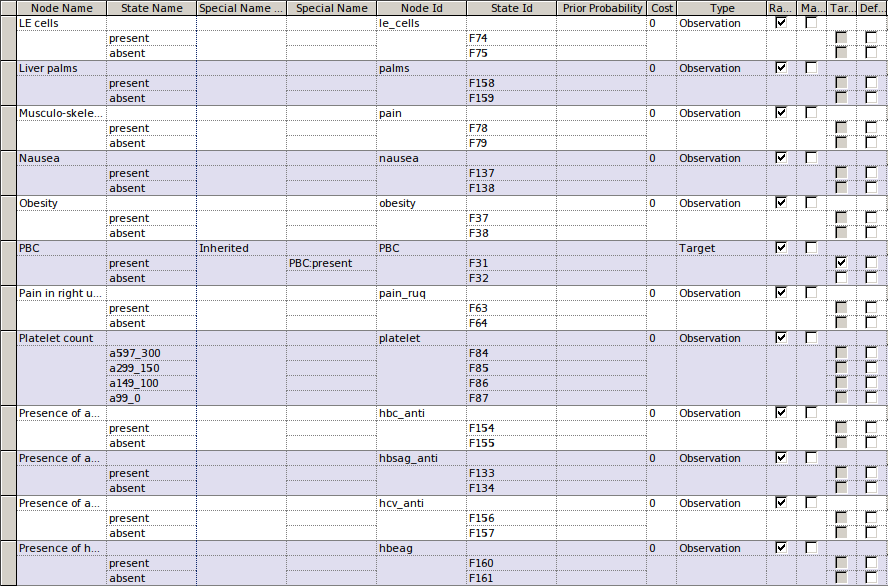 Node Name State Name Special Name ... Special Name Node Id State Id Prior Probability Cost Type Ra... Ma... Tar... Def...
LE cells le_cells 0 Observation
present F74
absent F75
Liver palms palms 0 Observation
present F158
absent F159
Musculo-skele... pain 0 Observation
present F78
absent F79
Nausea nausea 0 Observation
present F137
absent F138
Obesity obesity 0 Observation
present F37
absent F38
PBC Inherited PBC Target
present PBC:present F31
absent F32
Pain in right u... pain_ruq 0 Observation
present F63
absent F64
Platelet count platelet 0 Observation
a597_300 F84
a299_150 F85
a149_100 F86
a99_0 F87
Presence of a... hbc_anti 0 Observation
present F154
absent F155
Presence of a... hbsag_anti 0 Observation
present F133
absent F134
Presence of a... hcv_anti 0 Observation
present F156
absent F157
Presence of h... hbeag 0 Observation
present F160
absent F161